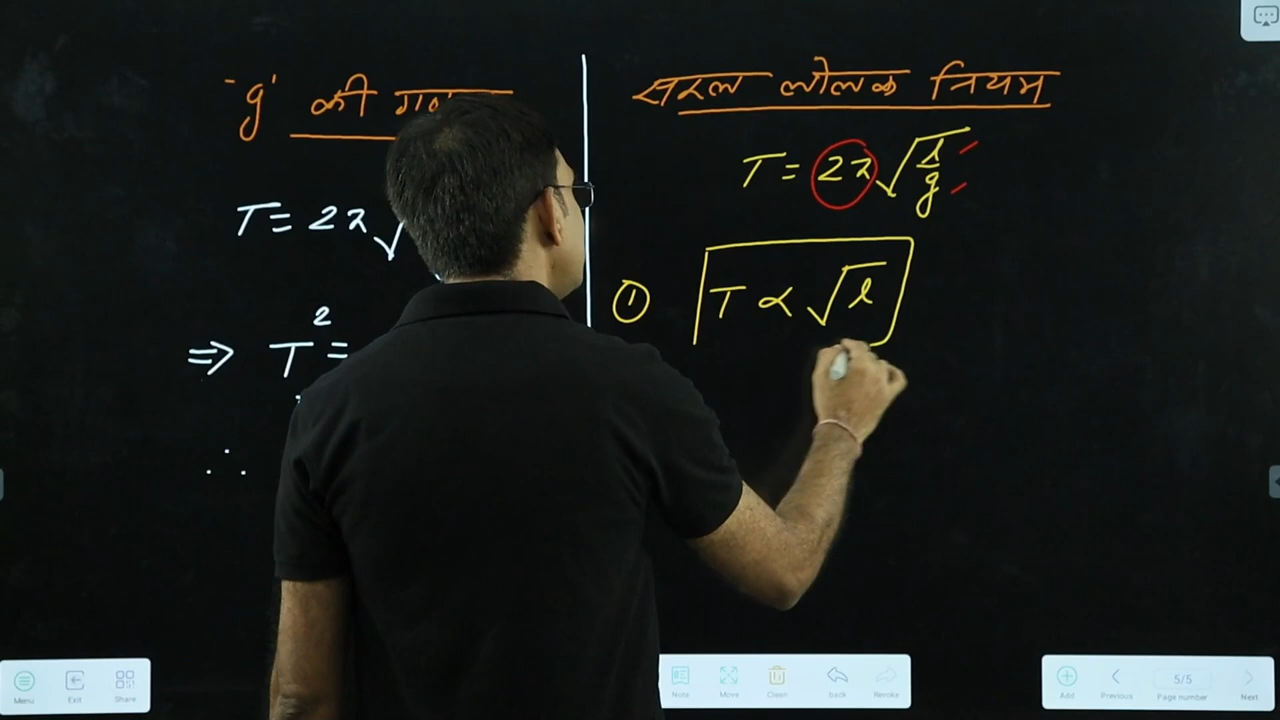 'g' की
T = 2π√
⇒ T² =
∴
सरल लोलक नियम
T = 2π√l/g
① T ∝ √l
Menu
Exit
Share
Note
Move
Clean
back
Revoke
Add
Previous
5/5
Page number
Next